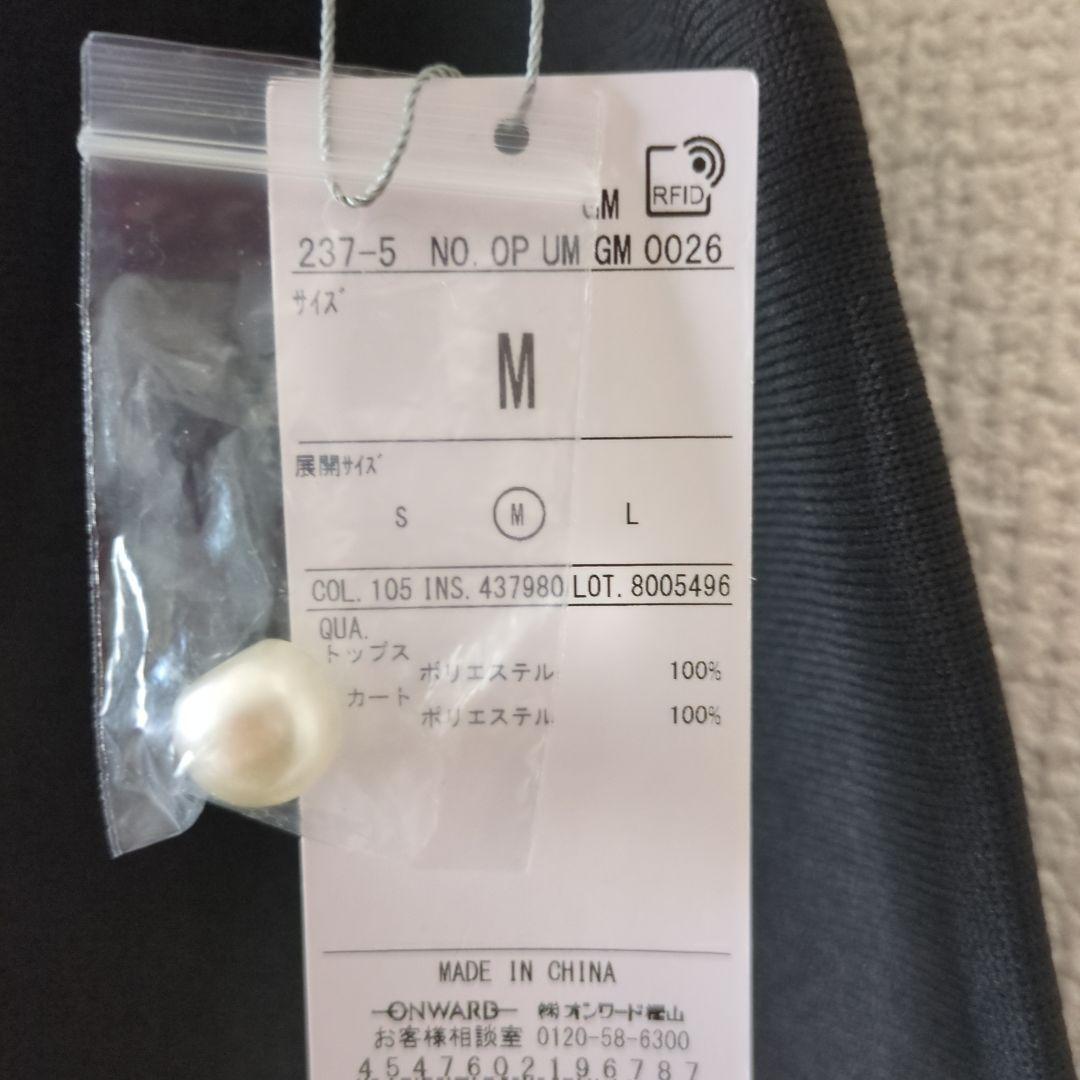 GM RFID
237-5 NO. OP UM GM 0026
サイズ
M
展開サイズ
S M L
COL. 105 INS. 437980 LOT. 8005496
QUA.
トップス
ポリエステル 100%
カート
ポリエステル 100%
MADE IN CHINA
ONWARD ㈱オンワード樫山
お客様相談室 0120-58-6300
4547602196787